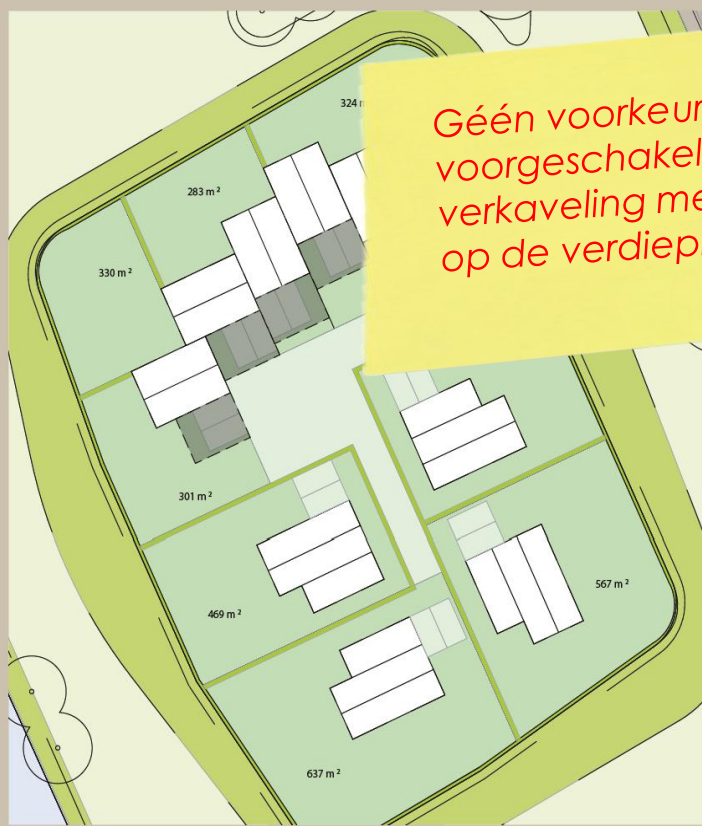 324
283 m²
330 m²
Géén voorkeur
voorgeschakel
verkaveling me
op de verdiep
301 m²
469 m²
567 m²
637 m²